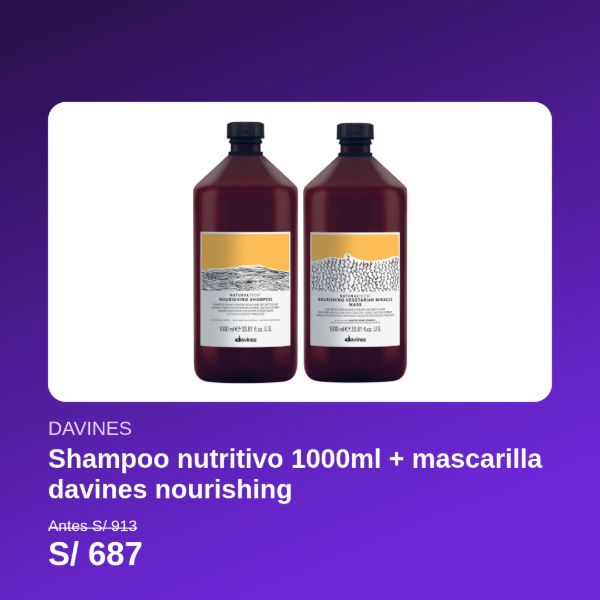 NATURALTECH
NOURISHING SHAMPOO
1000 ml ℮ 33.81 fl. oz. U.S.
davines
NATURALTECH
NOURISHING VEGETARIAN MIRACLE
MASK
1000 ml ℮ 33.81 fl. oz. U.S.
davines
DAVINES
Shampoo nutritivo 1000ml + mascarilla
davines nourishing
Antes S/ 913
S/ 687